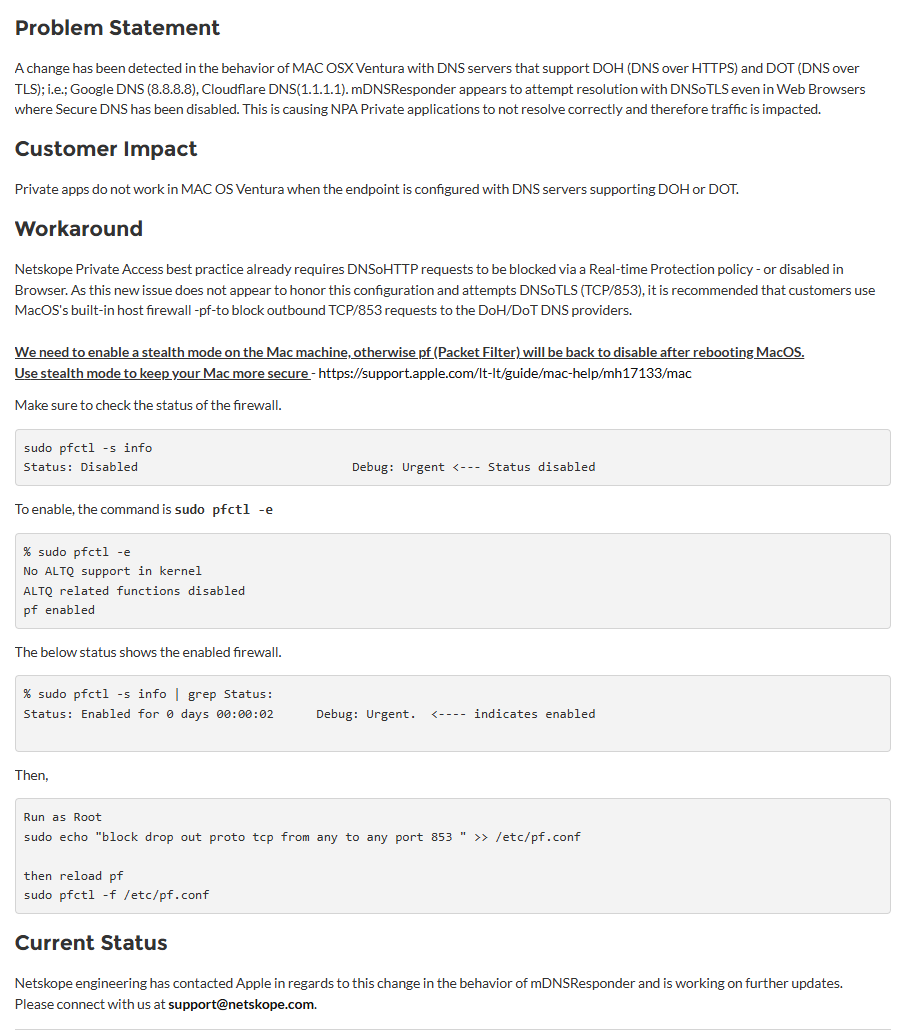 Problem Statement
A change has been detected in the behavior of MAC OSX Ventura with DNS servers that support DOH (DNS over HTTPS) and DOT (DNS over
TLS); i.e.; Google DNS (8.8.8.8), Cloudflare DNS(1.1.1.1). mDNSResponder appears to attempt resolution with DNSoTLS even in Web Browsers
where Secure DNS has been disabled. This is causing NPA Private applications to not resolve correctly and therefore traffic is impacted.
Customer Impact
Private apps do not work in MAC OS Ventura when the endpoint is configured with DNS servers supporting DOH or DOT.
Workaround
Netskope Private Access best practice already requires DNSoHTTP requests to be blocked via a Real-time Protection policy - or disabled in
Browser. As this new issue does not appear to honor this configuration and attempts DNSoTLS (TCP/853), it is recommended that customers use
MacOS's built-in host firewall -pf-to block outbound TCP/853 requests to the DoH/DoT DNS providers.
We need to enable a stealth mode on the Mac machine, otherwise pf (Packet Filter) will be back to disable after rebooting MacOS.
Use stealth mode to keep your Mac more secure - https://support.apple.com/lt-lt/guide/mac-help/mh17133/mac
Make sure to check the status of the firewall.
sudo pfctl -s info
Status: Disabled Debug: Urgent <--- Status disabled
To enable, the command is sudo pfctl -e
% sudo pfctl -e
No ALTQ support in kernel
ALTQ related functions disabled
pf enabled
The below status shows the enabled firewall.
% sudo pfctl -s info | grep Status:
Status: Enabled for 0 days 00:00:02 Debug: Urgent. <---- indicates enabled
Then,
Run as Root
sudo echo "block drop out proto tcp from any to any port 853 " >> /etc/pf.conf
then reload pf
sudo pfctl -f /etc/pf.conf
Current Status
Netskope engineering has contacted Apple in regards to this change in the behavior of mDNSResponder and is working on further updates.
Please connect with us at support@netskope.com.